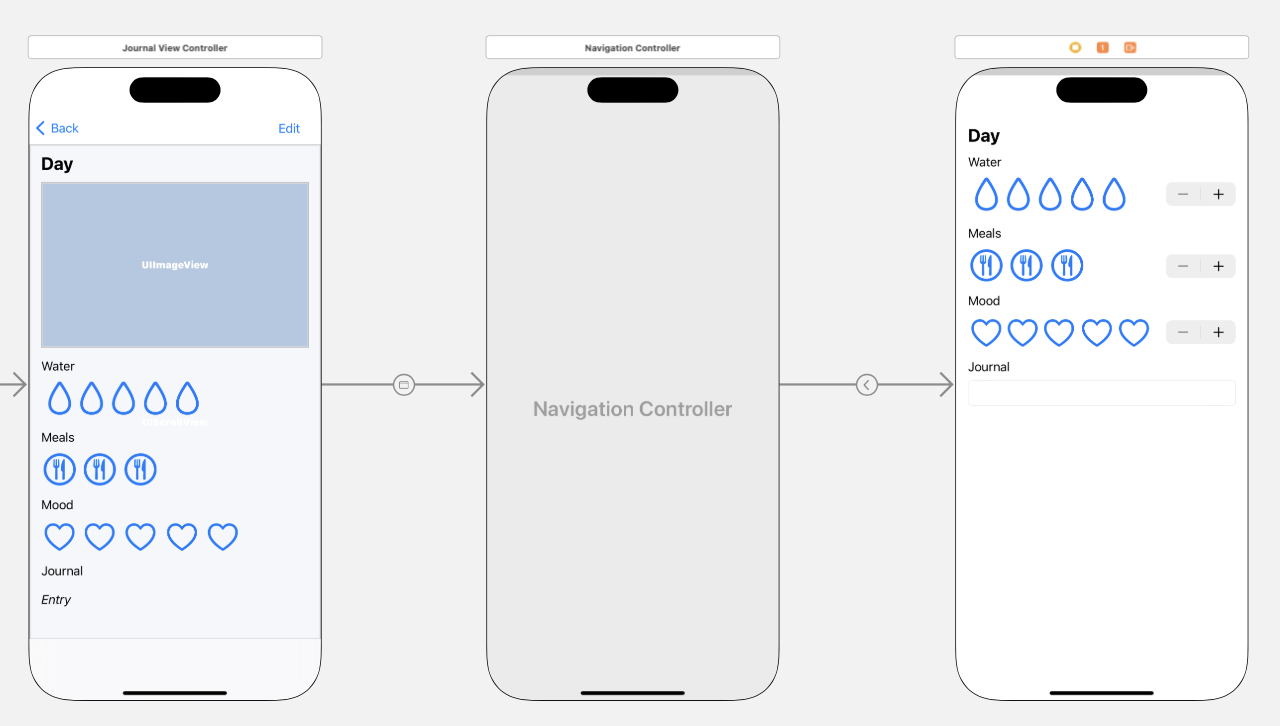 Journal View Controller
Back
Edit
Day
UIImageView
Water
UIScrollView
Meals
Mood
Journal
Entry
Navigation Controller
Navigation Controller
Day
Water
Meals
Mood
Journal